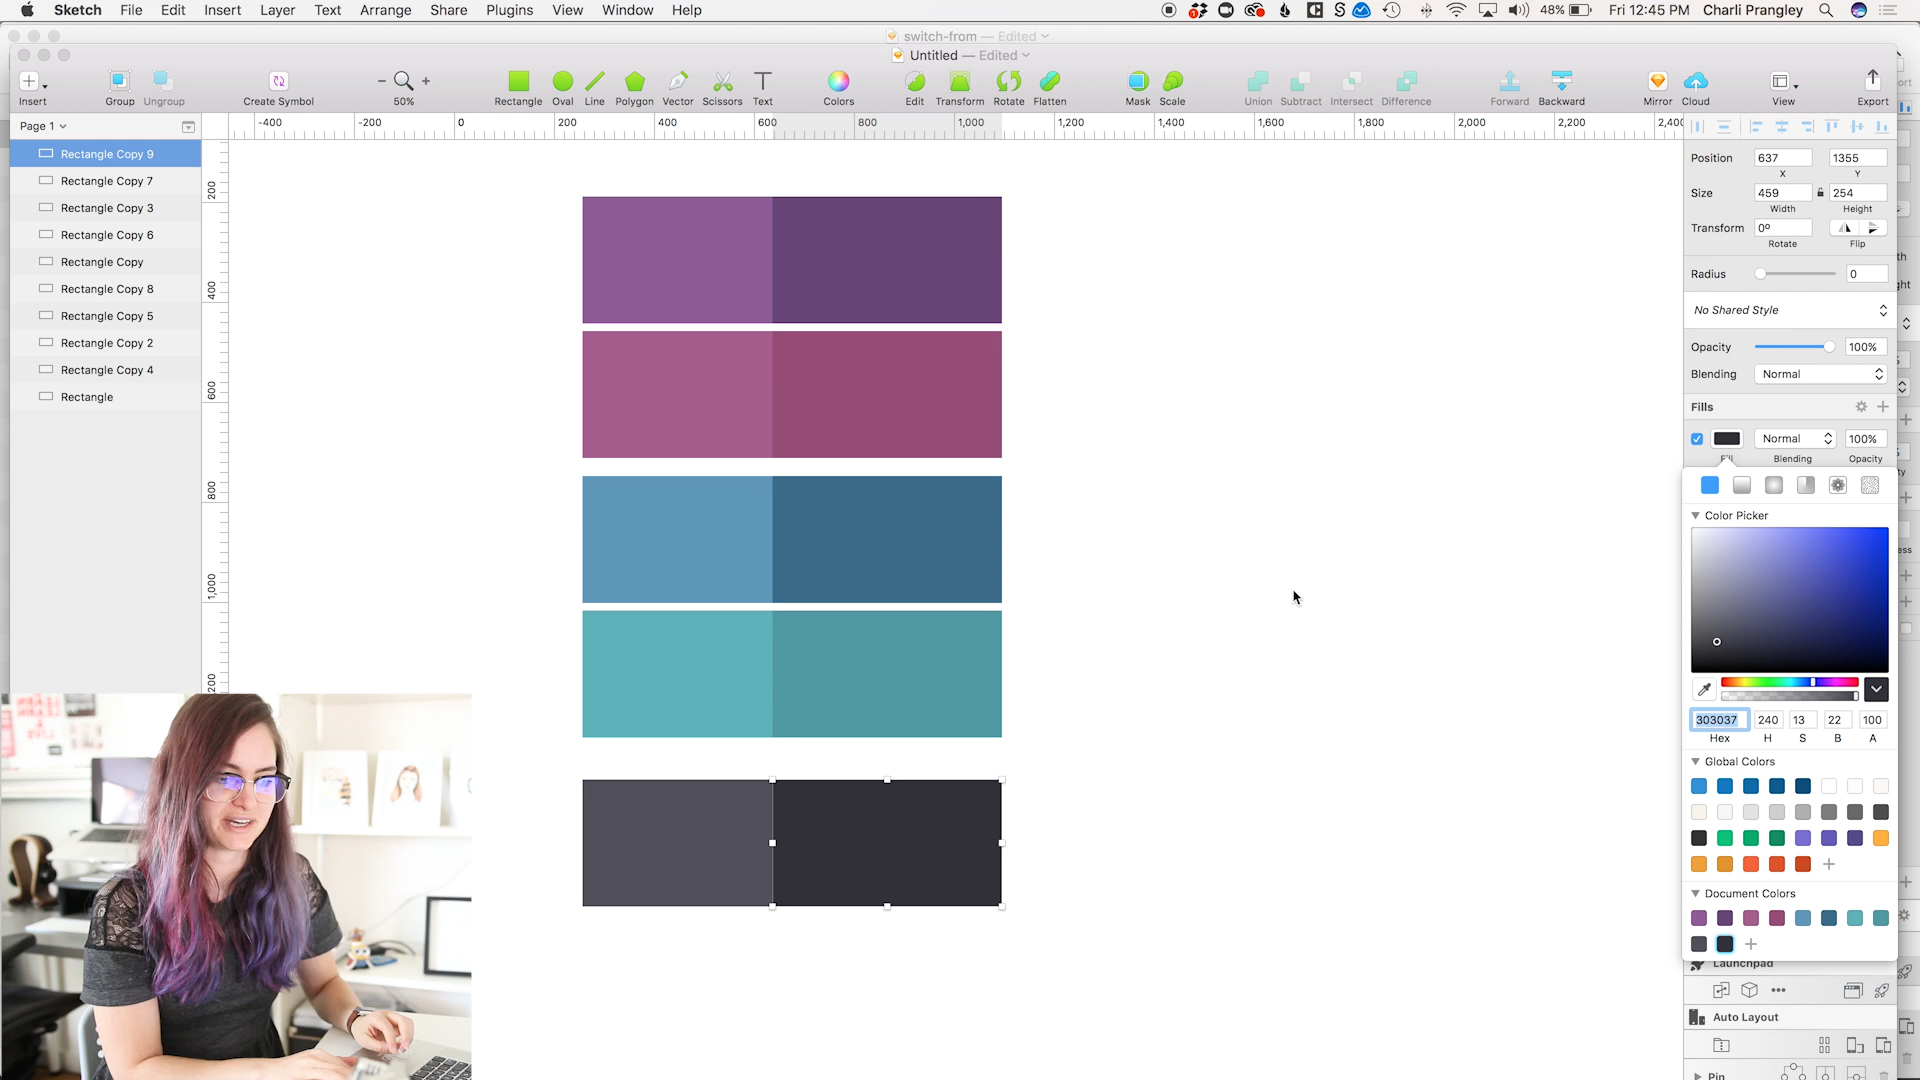 Sketch File Edit Insert Layer Text Arrange Share Plugins View Window Help 48% Fri 12:45 PM Charli Prangley
switch-from — Edited
Untitled — Edited
Insert Group Ungroup Create Symbol 50% Rectangle Oval Line Polygon Vector Scissors Text Colors Edit Transform Rotate Flatten Mask Scale Union Subtract Intersect Difference Forward Backward Mirror Cloud View Export
Page 1
-400 -200 0 200 400 600 800 1,000 1,200 1,400 1,600 1,800 2,000 2,200 2,400
200
400
600
800
1,000
Rectangle Copy 9
Rectangle Copy 7
Rectangle Copy 3
Rectangle Copy 6
Rectangle Copy
Rectangle Copy 8
Rectangle Copy 5
Rectangle Copy 2
Rectangle Copy 4
Rectangle
Position 637 1355
X Y
Size 459 254
Width Height
Transform 0º
Rotate Flip
Radius 0
No Shared Style
Opacity 100%
Blending Normal
Fills
Normal 100%
Fill Blending Opacity
Color Picker
303037 240 13 22 100
Hex H S B A
Global Colors
Document Colors
Launchpad
Auto Layout
Pin